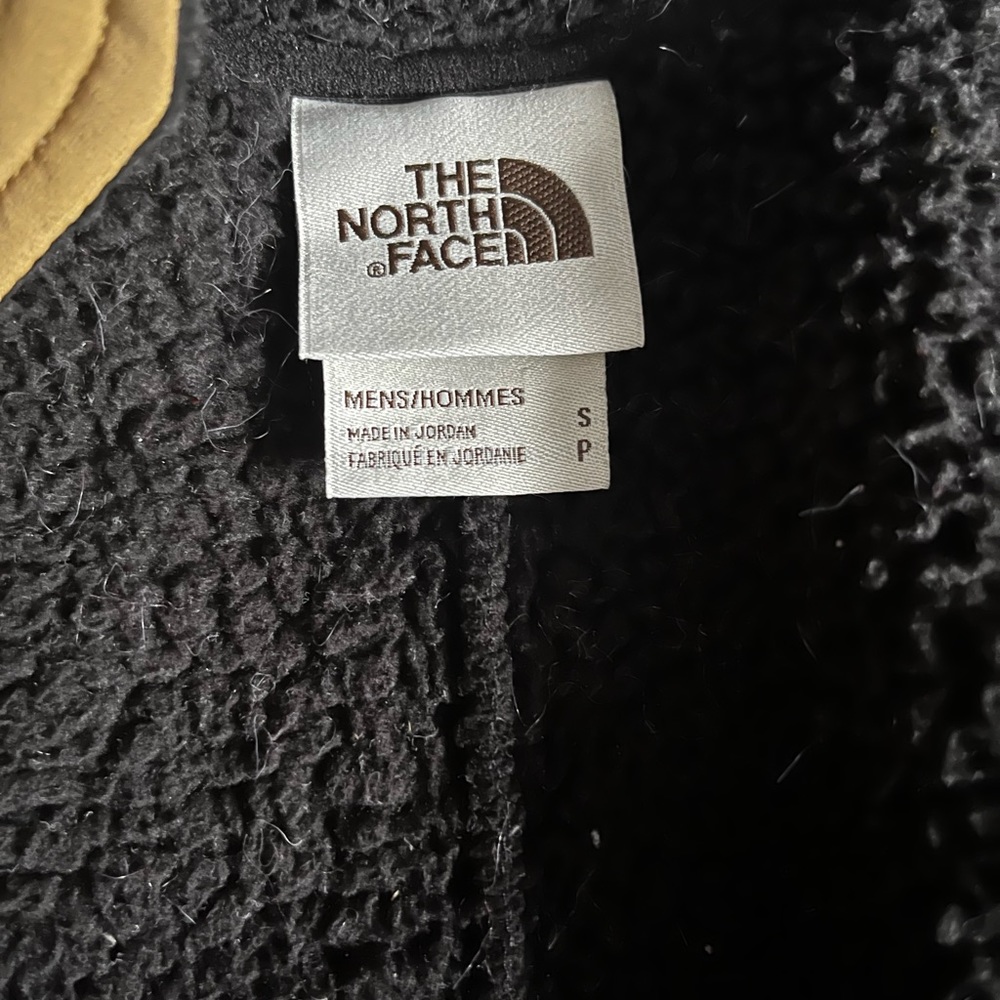 THE
NORTH
®FACE
MENS/HOMMES
MADE IN JORDAN
FABRIQUÉ EN JORDANIE
S
P